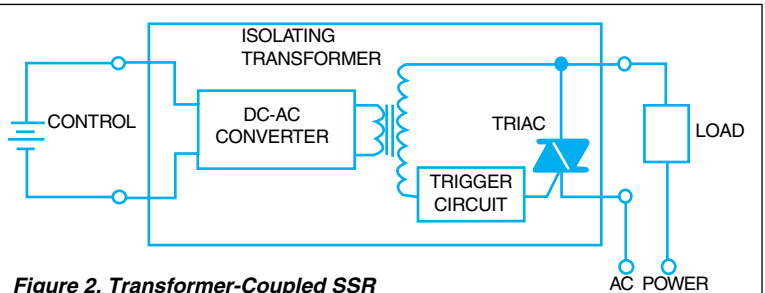 ISOLATING
TRANSFORMER
CONTROL
DC-AC
CONVERTER
TRIAC
LOAD
TRIGGER
CIRCUIT
Figure 2. Transformer-Coupled SSR
AC POWER